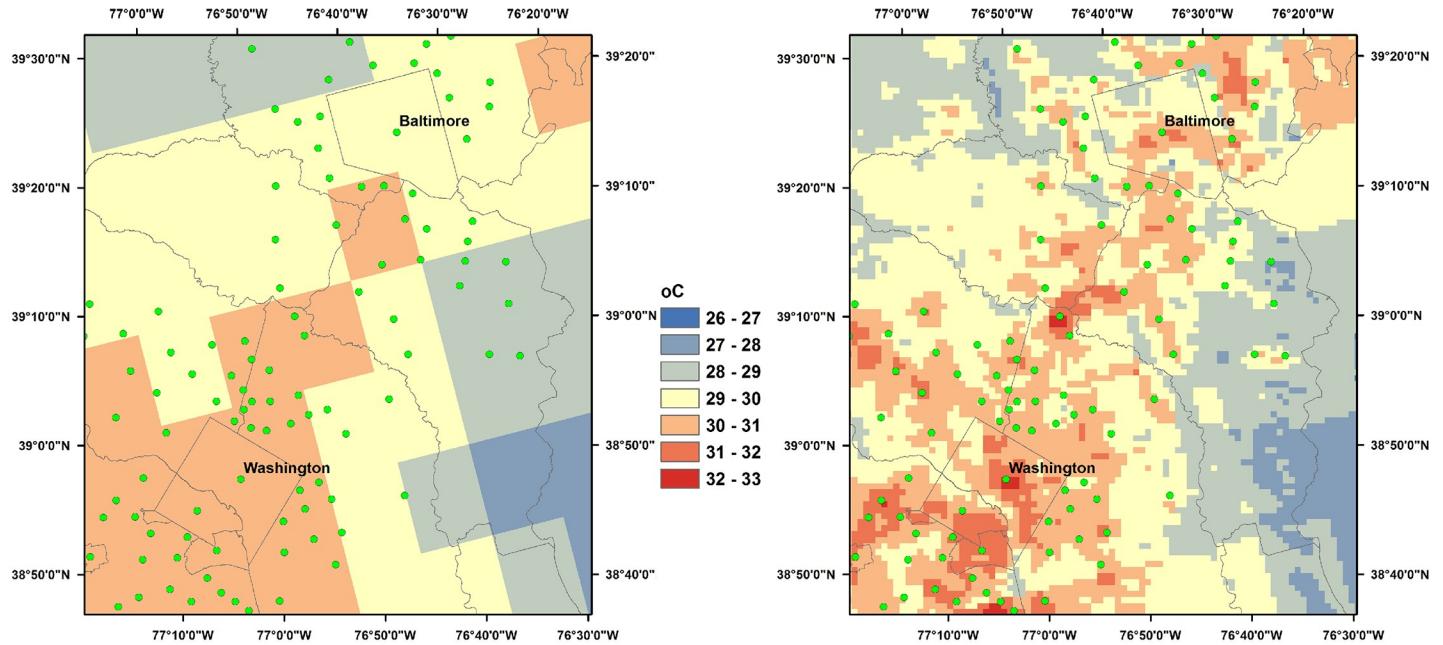 77°0'0"W 76°50'0"W 76°40'0"W 76°30'0"W 76°20'0"W
77°0'0"W 76°50'0"W 76°40'0"W 76°30'0"W 76°20'0"W
39°30'0"N
39°20'0"N
39°10'0"N
39°0'0"N
38°50'0"N
39°20'0"
39°10'0"
39°0'0"N
38°50'0"
38°40'0"
Baltimore
Washington
77°10'0"W 77°0'0"W 76°50'0"W 76°40'0"W 76°30'0"W
oC
26 - 27
27 - 28
28 - 29
29 - 30
30 - 31
31 - 32
32 - 33
39°30'0"N
39°20'0"N
39°10'0"N
39°0'0"N
38°50'0"N
39°20'0"N
39°10'0"N
39°0'0"N
38°50'0"N
38°40'0"N
Baltimore
Washington
77°10'0"W 77°0'0"W 76°50'0"W 76°40'0"W 76°30'0"W